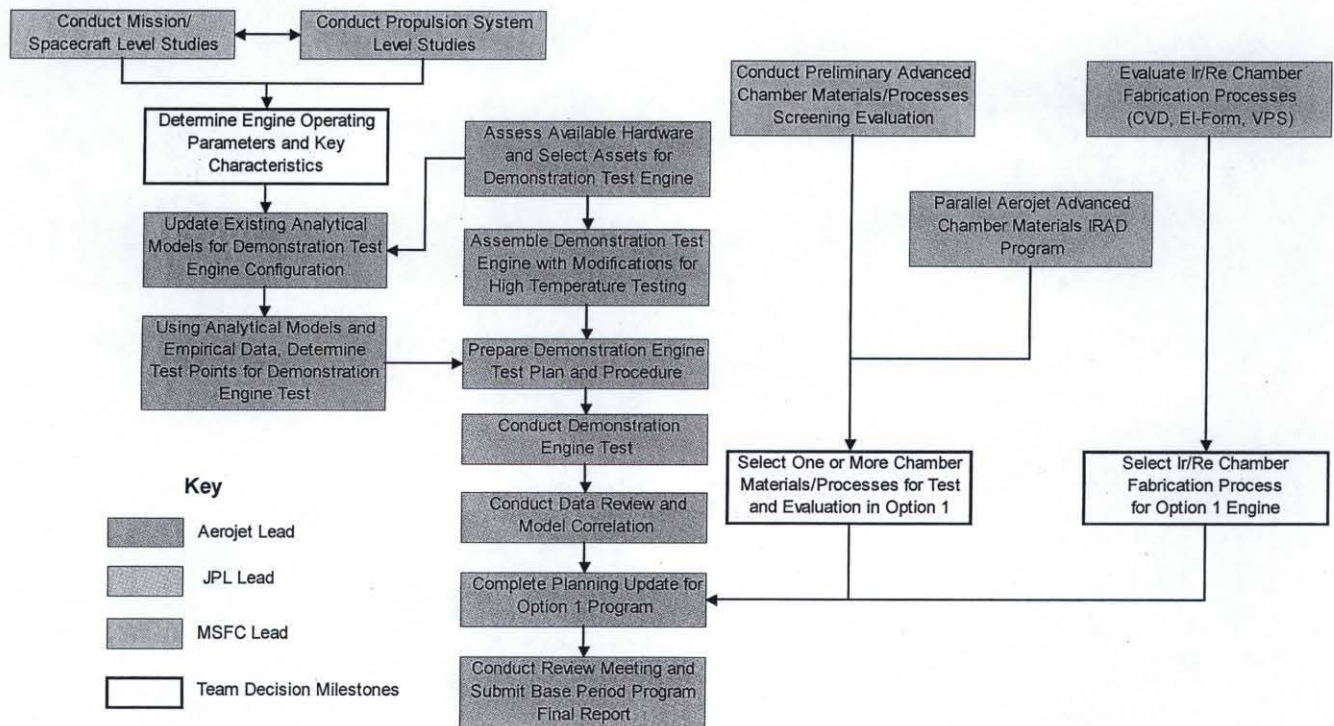 Conduct Mission/
Spacecraft Level Studies
Conduct Propulsion System
Level Studies
Determine Engine Operating
Parameters and Key
Characteristics
Update Existing Analytical
Models for Demonstration Test
Engine Configuration
Using Analytical Models and
Empirical Data, Determine
Test Points for Demonstration
Engine Test
Assess Available Hardware
and Select Assets for
Demonstration Test Engine
Assemble Demonstration Test
Engine with Modifications for
High Temperature Testing
Prepare Demonstration Engine
Test Plan and Procedure
Conduct Demonstration
Engine Test
Conduct Data Review and
Model Correlation
Complete Planning Update for
Option 1 Program
Conduct Review Meeting and
Submit Base Period Program
Final Report
Conduct Preliminary Advanced
Chamber Materials/Processes
Screening Evaluation
Evaluate Ir/Re Chamber
Fabrication Processes
(CVD, El-Form, VPS)
Parallel Aerojet Advanced
Chamber Materials IRAD
Program
Select One or More Chamber
Materials/Processes for Test
and Evaluation in Option 1
Select Ir/Re Chamber
Fabrication Process
for Option 1 Engine
Key
Aerojet Lead
JPL Lead
MSFC Lead
Team Decision Milestones